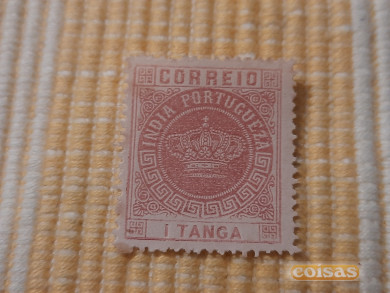 CORREIO
INDIA PORTUGUEZA
1 TANGA
coisas